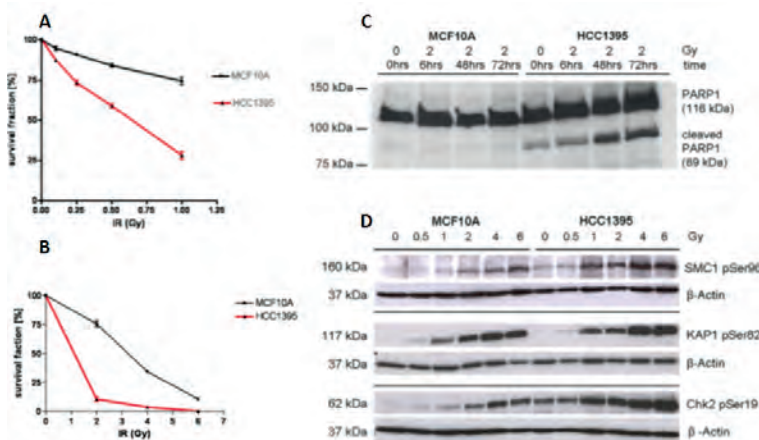 A
survival fraction [%]
100
75
50
25
0
0.00 0.25 0.50 0.75 1.00 1.25
IR (Gy)
MCF10A
HCC1395
B
survival fraction [%]
100
75
50
25
0
0 1 2 3 4 5 6 7
IR (Gy)
MCF10A
HCC1395
C
MCF10A HCC1395
0 2 2 2 0 2 2 2 Gy
0hrs 6hrs 48hrs 72hrs 0hrs 6hrs 48hrs 72hrs time
150 kDa
100 kDa
75 kDa
PARP1
(116 kDa)
cleaved
PARP1
(89 kDa)
D
MCF10A HCC1395
0 0.5 1 2 4 6 0 0.5 1 2 4 6 Gy
160 kDa SMC1 pSer96
37 kDa β-Actin
117 kDa KAP1 pSer82
37 kDa β-Actin
62 kDa Chk2 pSer19
37 kDa β -Actin